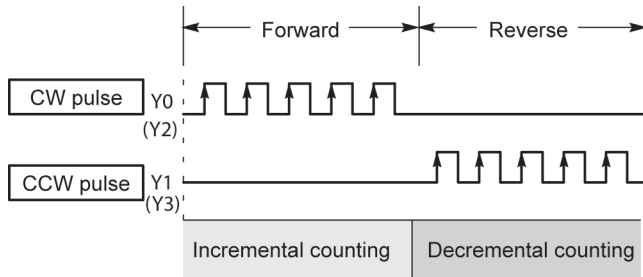 Forward Reverse
CW pulse Y0
(Y2)
CCW pulse Y1
(Y3)
Incremental counting Decremental counting